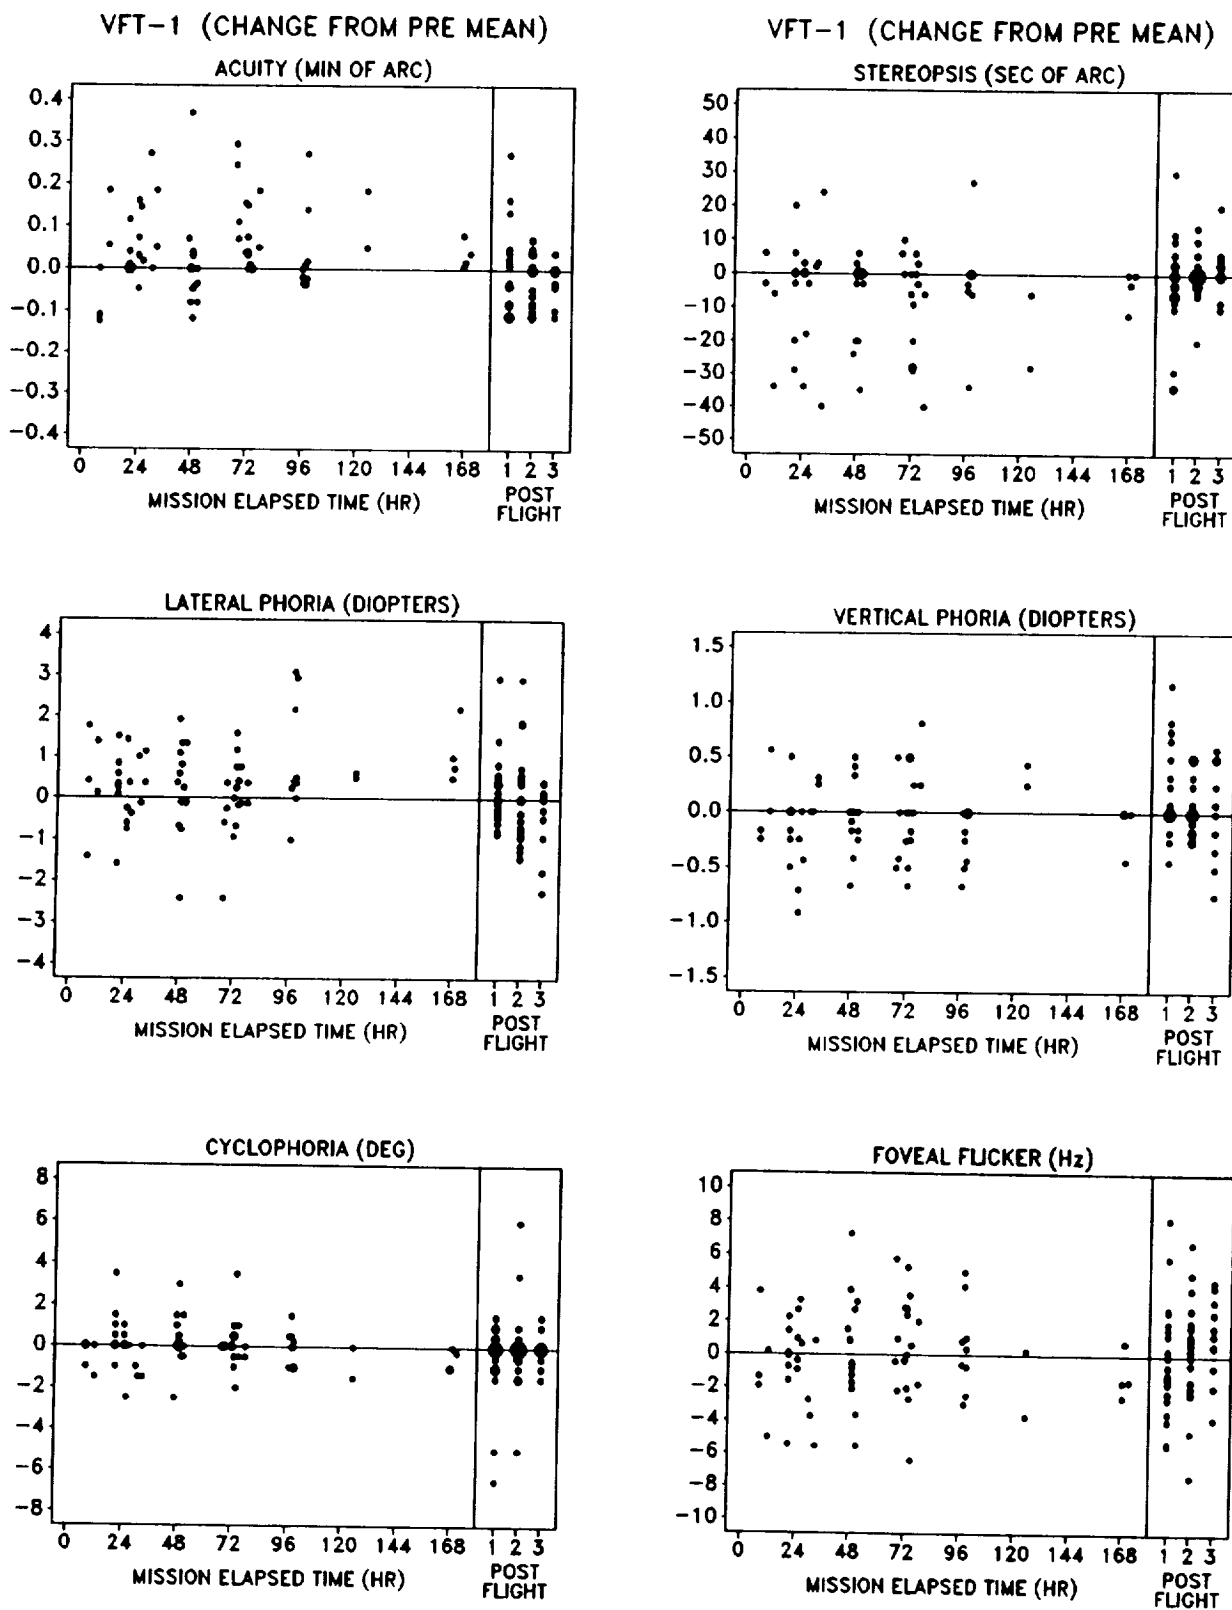 VFT-1 (CHANGE FROM PRE MEAN)
ACUITY (MIN OF ARC)
0.4
0.3
0.2
0.1
0.0
-0.1
-0.2
-0.3
-0.4
0 24 48 72 96 120 144 168 1 2 3
MISSION ELAPSED TIME (HR)
POST
FLIGHT
VFT-1 (CHANGE FROM PRE MEAN)
STEREOPSIS (SEC OF ARC)
50
40
30
20
10
0
-10
-20
-30
-40
-50
0 24 48 72 96 120 144 168 1 2 3
MISSION ELAPSED TIME (HR)
POST
FLIGHT
LATERAL PHORIA (DIOPTERS)
4
3
2
1
0
-1
-2
-3
-4
0 24 48 72 96 120 144 168 1 2 3
MISSION ELAPSED TIME (HR)
POST
FLIGHT
VERTICAL PHORIA (DIOPTERS)
1.5
1.0
0.5
0.0
-0.5
-1.0
-1.5
0 24 48 72 96 120 144 168 1 2 3
MISSION ELAPSED TIME (HR)
POST
FLIGHT
CYCLOPHORIA (DEG)
8
6
4
2
0
-2
-4
-6
-8
0 24 48 72 96 120 144 168 1 2 3
MISSION ELAPSED TIME (HR)
POST
FLIGHT
FOVEAL FLICKER (Hz)
10
8
6
4
2
0
-2
-4
-6
-8
-10
0 24 48 72 96 120 144 168 1 2 3
MISSION ELAPSED TIME (HR)
POST
FLIGHT